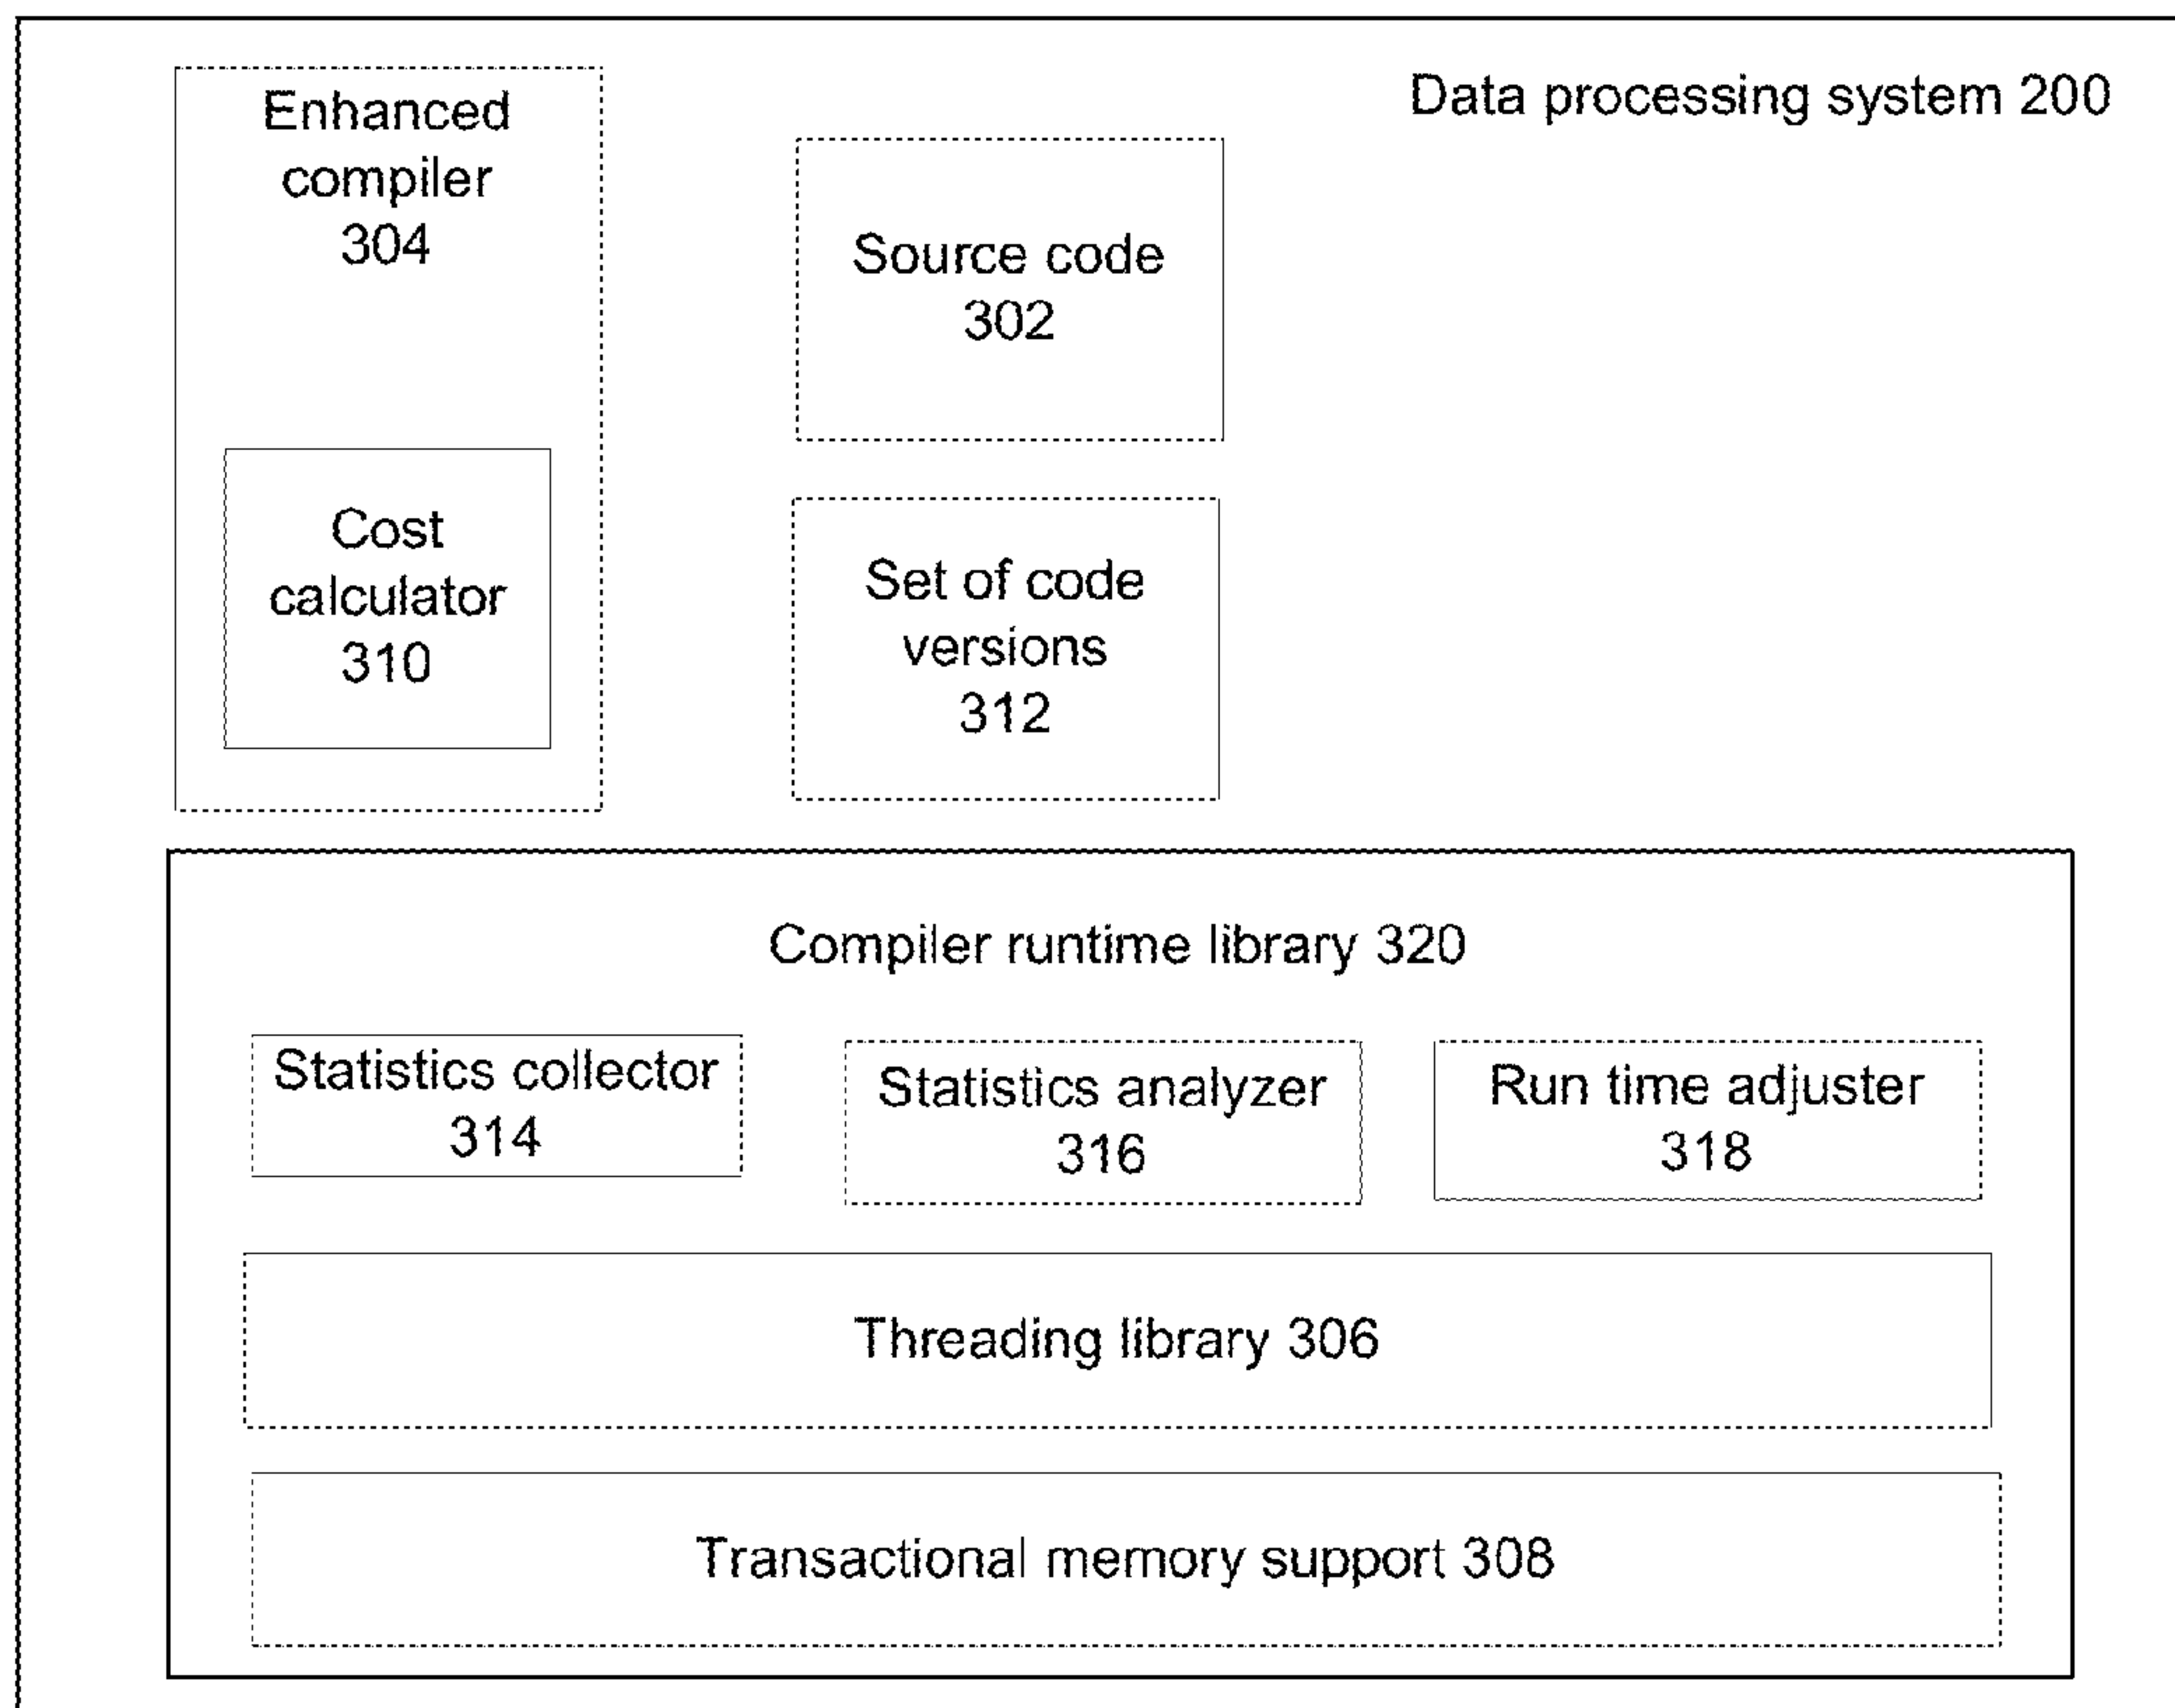 Data processing system 200
Enhanced
compiler
304
Cost
calculator
310
Source code
302
Set of code
versions
312
Compiler runtime library 320
Statistics collector
314
Statistics analyzer
316
Run time adjuster
318
Threading library 306
Transactional memory support 308